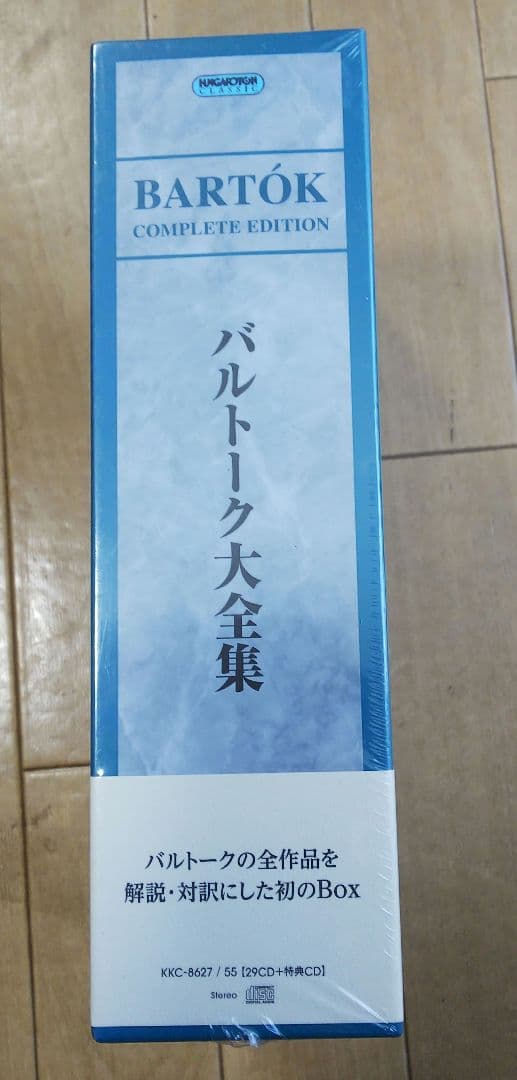 HUNGAROTON
CLASSIC
BARTÓK
COMPLETE EDITION
バルトーク大全集
バルトークの全作品を
解説・対訳にした初のBox
KKC-8627 / 55【29CD+特典CD】
Stereo disc